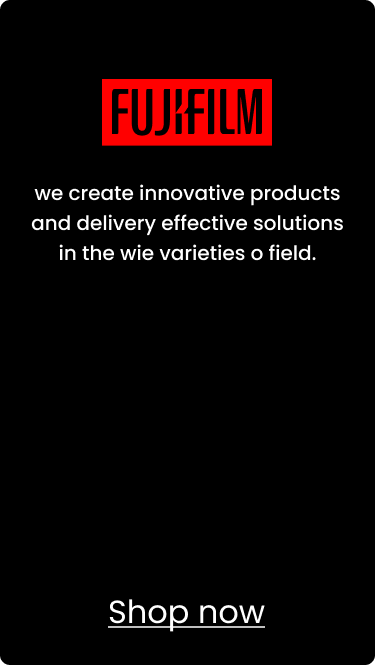 FUJIFILM
we create innovative products
and delivery effective solutions
in the wie varieties o field.
Shop now